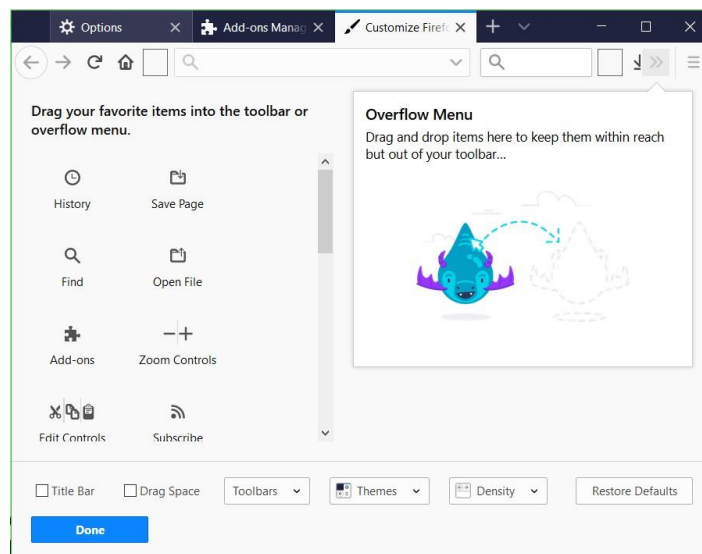 Options
Add-ons Manag
Customize Firefc
Drag your favorite items into the toolbar or
overflow menu.
History
Save Page
Find
Open File
Add-ons
Zoom Controls
Edit Controls
Subscribe
Overflow Menu
Drag and drop items here to keep them within reach
but out of your toolbar...
Title Bar
Drag Space
Toolbars
Themes
Density
Restore Defaults
Done